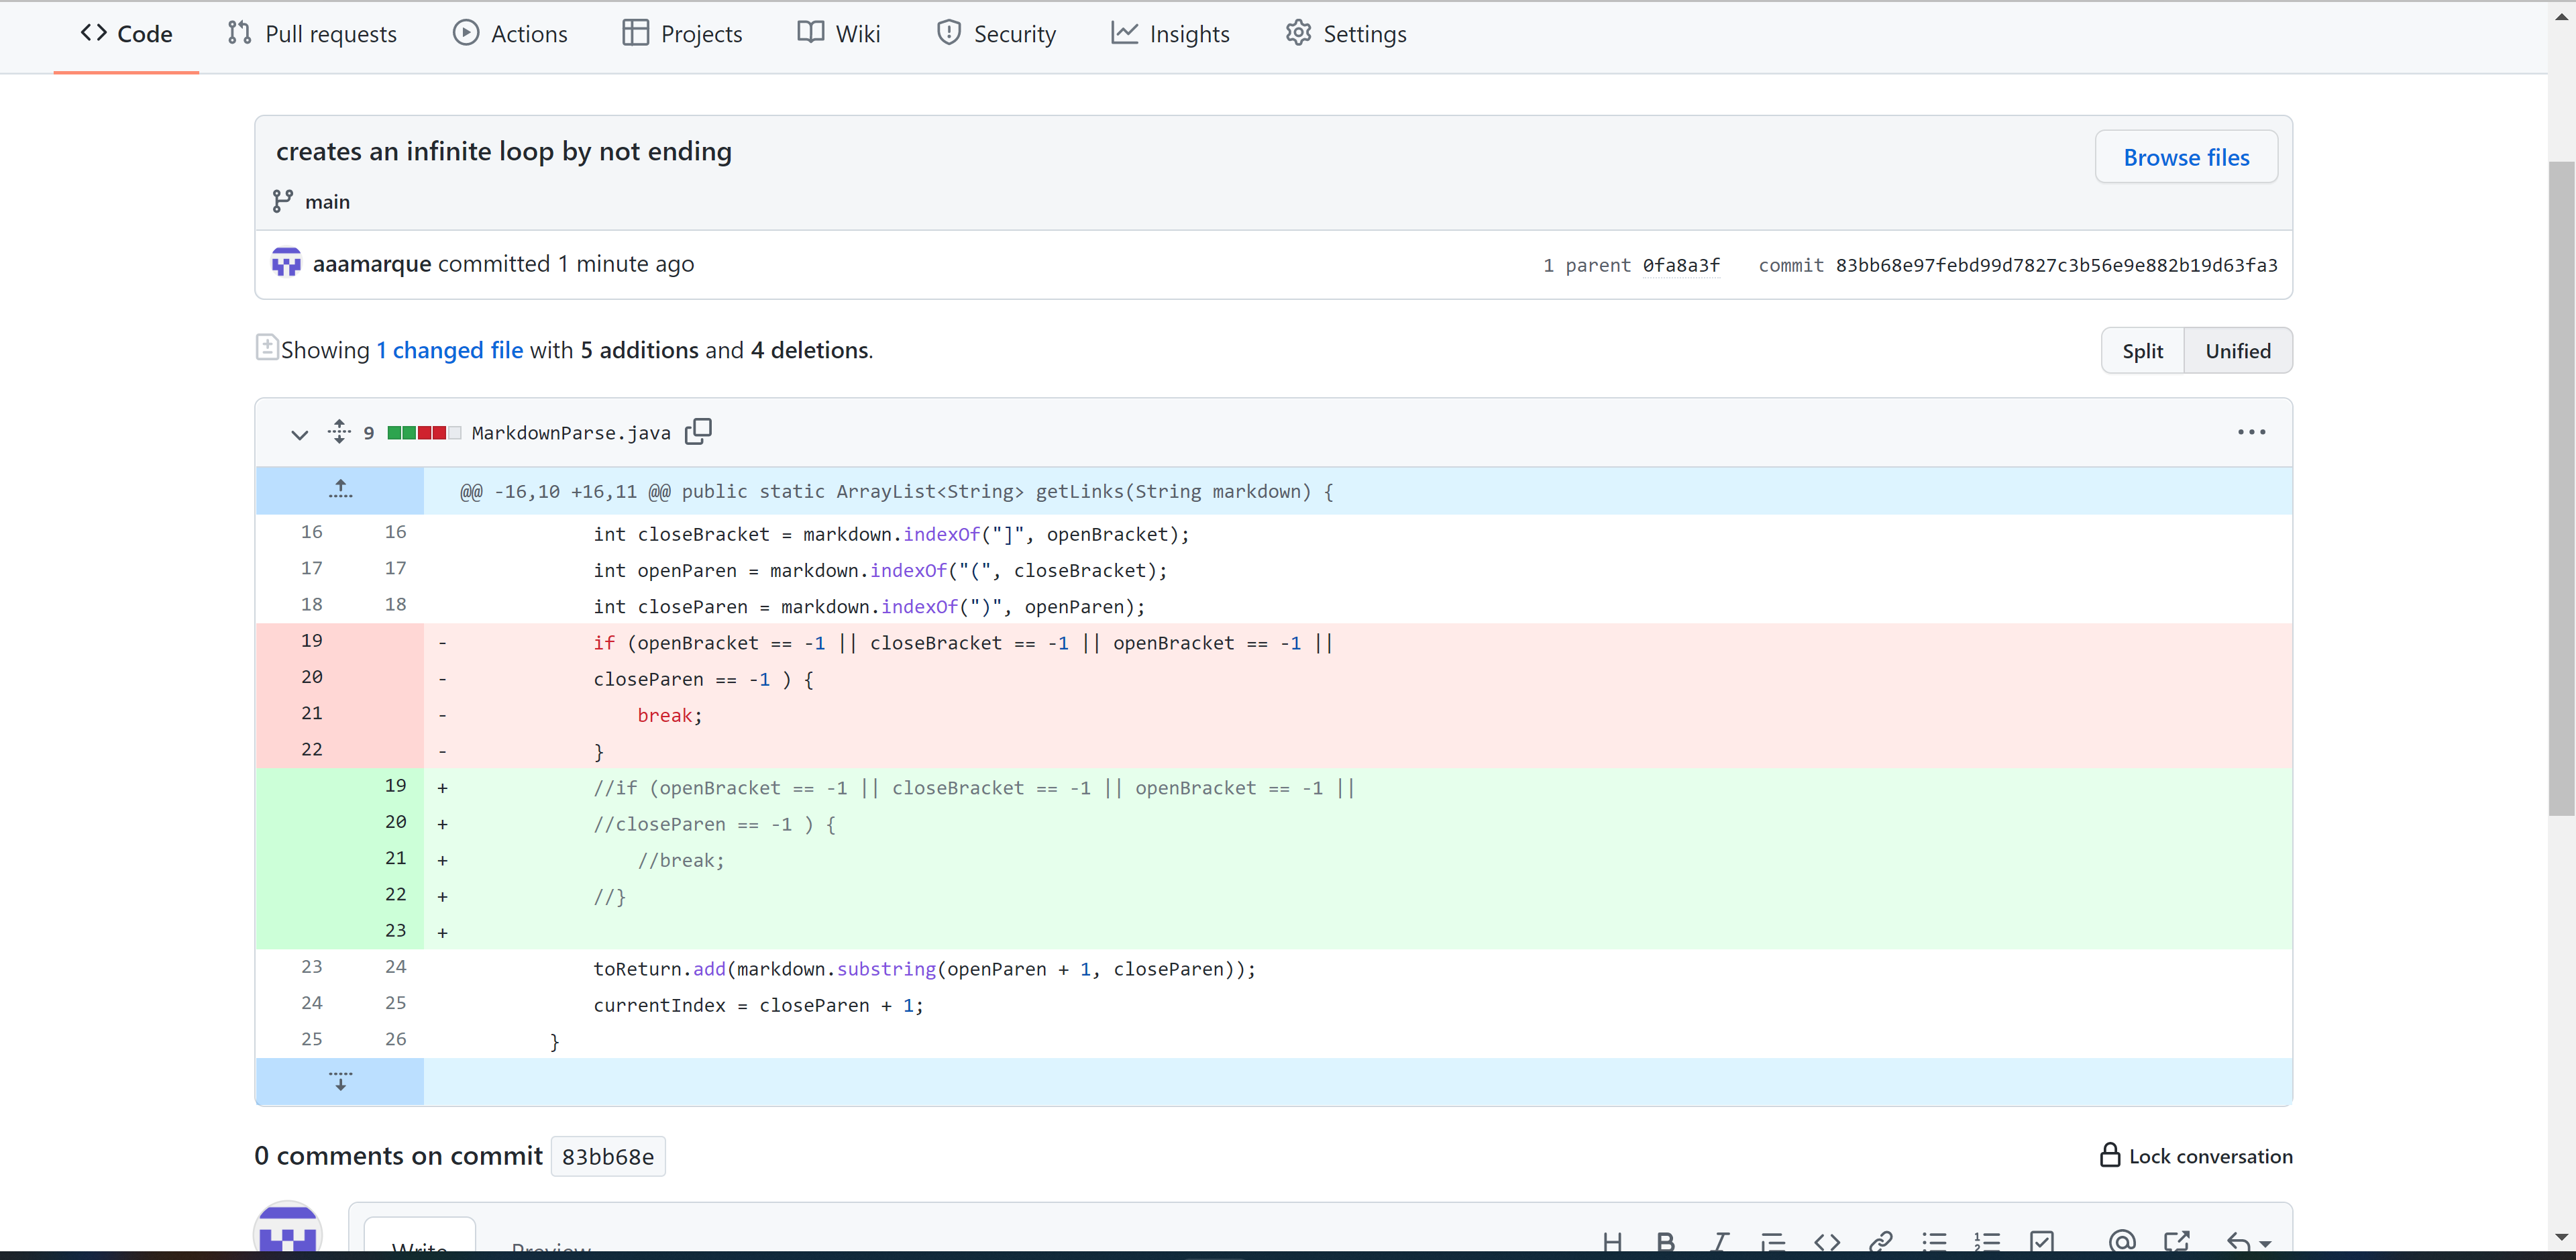 Code Pull requests Actions Projects Wiki Security Insights Settings
creates an infinite loop by not ending
Browse files
main
aaamarque committed 1 minute ago
1 parent 0fa8a3f commit 83bb68e97febd99d7827c3b56e9e882b19d63fa3
Showing 1 changed file with 5 additions and 4 deletions.
Split Unified
9 MarkdownParse.java
@@ -16,10 +16,11 @@ public static ArrayList<String> getLinks(String markdown) {
16 16 int closeBracket = markdown.indexOf("]", openBracket);
17 17 int openParen = markdown.indexOf("(", closeBracket);
18 18 int closeParen = markdown.indexOf(")", openParen);
19 - if (openBracket == -1 || closeBracket == -1 || openBracket == -1 ||
20 - closeParen == -1 ) {
21 - break;
22 - }
19 + //if (openBracket == -1 || closeBracket == -1 || openBracket == -1 ||
20 + //closeParen == -1 ) {
21 + //break;
22 + //}
23 +
23 24 toReturn.add(markdown.substring(openParen + 1, closeParen));
24 25 currentIndex = closeParen + 1;
25 26 }
0 comments on commit 83bb68e
Lock conversation
Write Preview